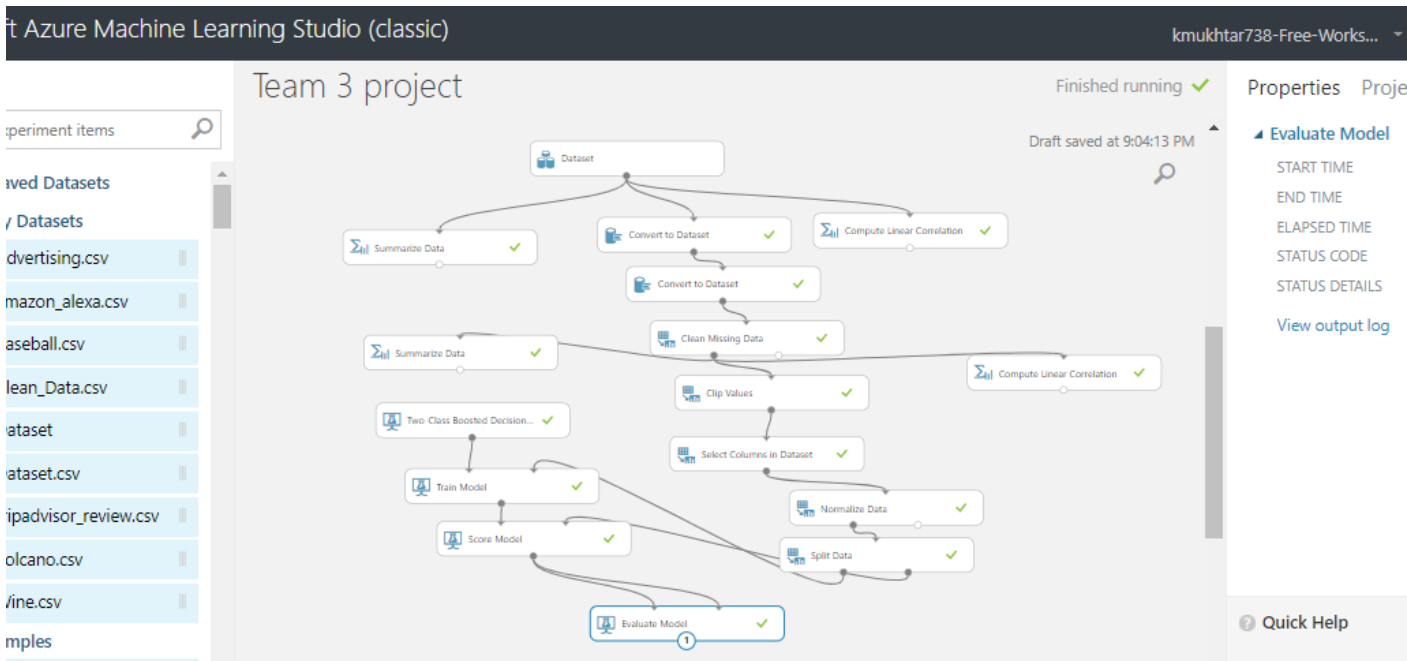 ft Azure Machine Learning Studio (classic)
kmukhtar738-Free-Works...
Team 3 project
Finished running
Properties Proje
xperiment items
Draft saved at 9:04:13 PM
Evaluate Model
START TIME
END TIME
ELAPSED TIME
STATUS CODE
STATUS DETAILS
View output log
aved Datasets
y Datasets
dvertising.csv
mazon_alexa.csv
aseball.csv
lean_Data.csv
ataset
ataset.csv
ripadvisor_review.csv
olcano.csv
Wine.csv
mples
Dataset
Summarize Data
Convert to Dataset
Compute Linear Correlation
Convert to Dataset
Clean Missing Data
Summarize Data
Compute Linear Correlation
Clip Values
Two-Class Boosted Decision...
Select Columns in Dataset
Train Model
Normalize Data
Score Model
Split Data
Evaluate Model
1
Quick Help